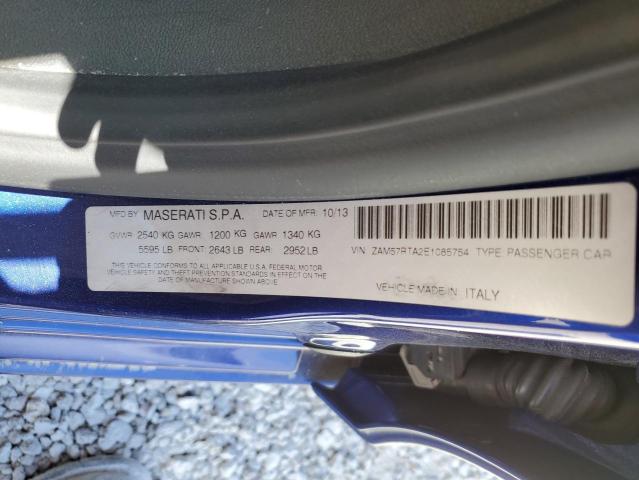 MFD BY MASERATI S.P.A. DATE OF MFR: 10/13
GVWR: 2540 KG GAWR: 1200 KG GAWR: 1340 KG
5595 LB FRONT: 2643 LB REAR: 2952 LB
THIS VEHICLE CONFORMS TO ALL APPLICABLE U.S.A. FEDERAL MOTOR
VEHICLE SAFETY AND THEFT PREVENTION STANDARDS IN EFFECT ON THE
DATE OF MANUFACTURE SHOWN ABOVE
VIN: ZAM57RTA2E1085754 TYPE: PASSENGER CAR
VEHICLE MADE IN: ITALY